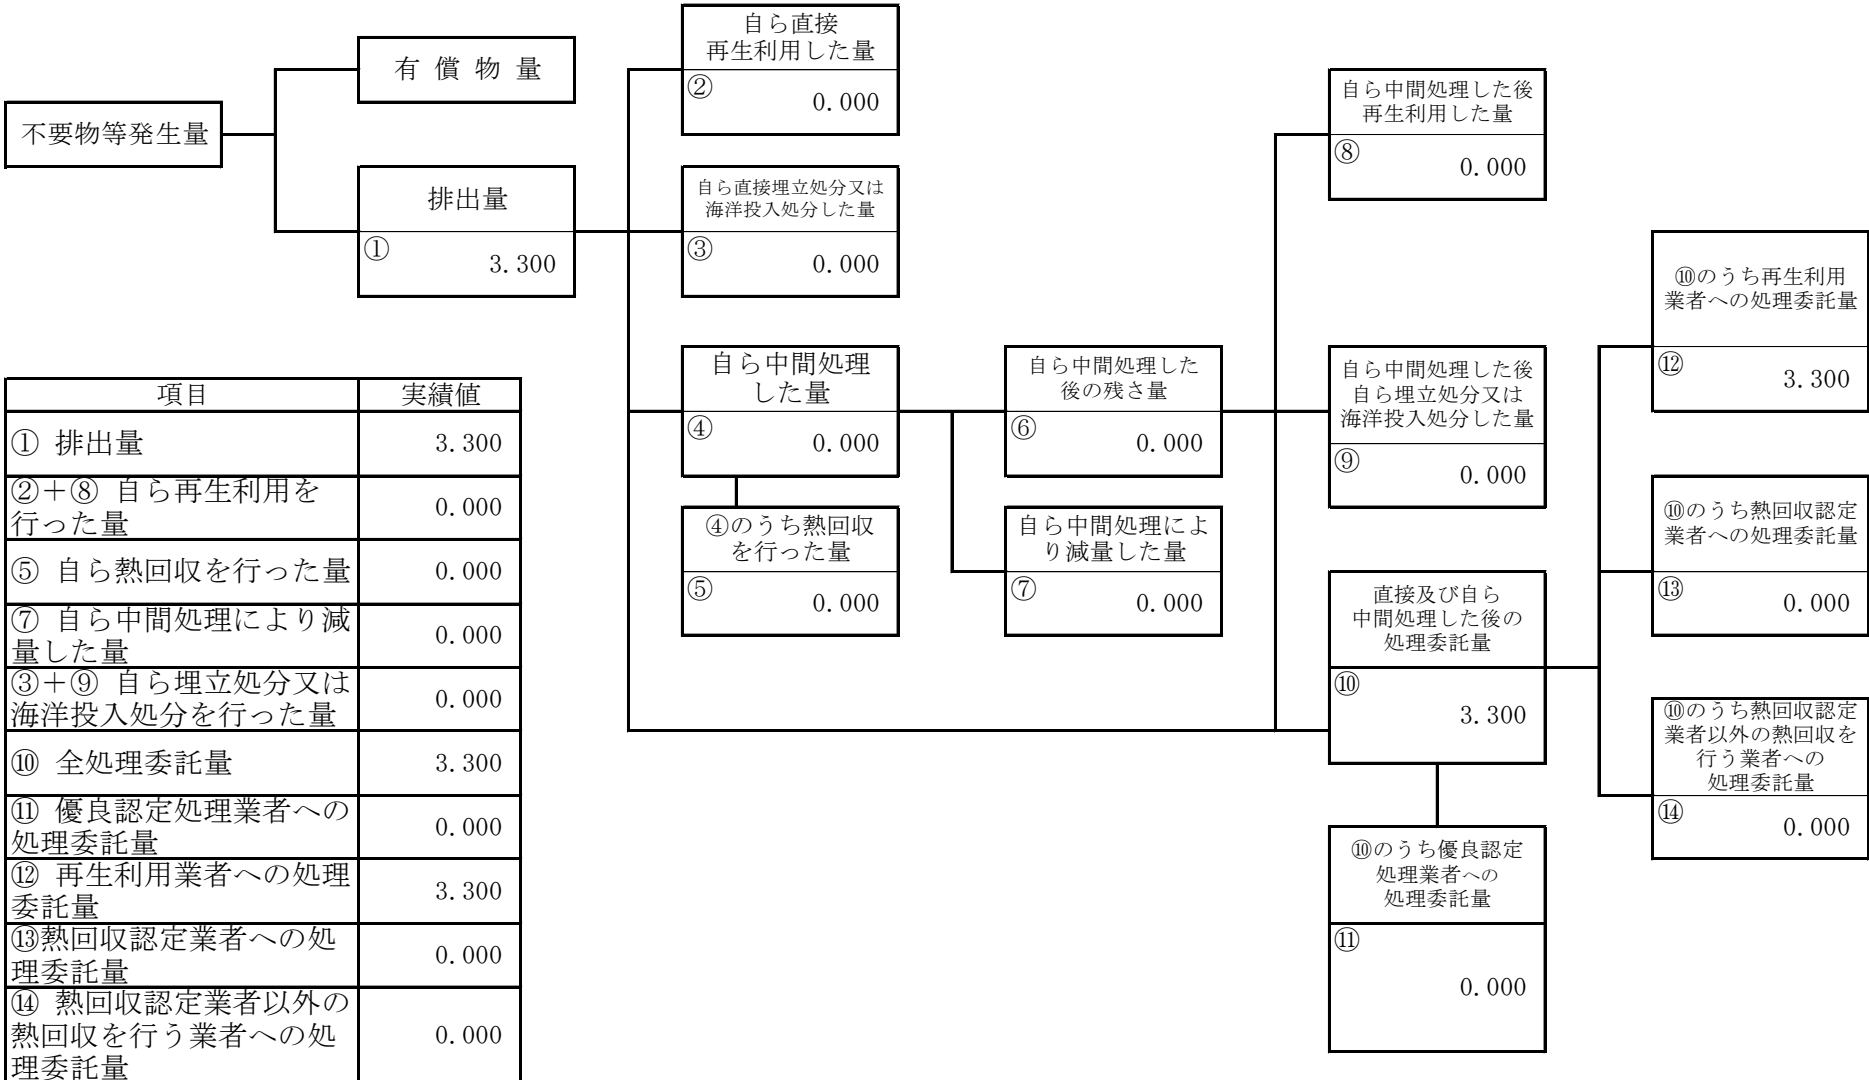 不要物等発生量
有 償 物 量
排出量
① 3.300
自ら直接
再生利用した量
② 0.000
自ら直接埋立処分又は
海洋投入処分した量
③ 0.000
自ら中間処理
した量
④ 0.000
④のうち熱回収
を行った量
⑤ 0.000
自ら中間処理した
後の残さ量
⑥ 0.000
自ら中間処理によ
り減量した量
⑦ 0.000
自ら中間処理した後
再生利用した量
⑧ 0.000
自ら中間処理した後
自ら埋立処分又は
海洋投入処分した量
⑨ 0.000
直接及び自ら
中間処理した後の
処理委託量
⑩ 3.300
⑩のうち優良認定
処理業者への
処理委託量
⑪ 0.000
⑩のうち再生利用
業者への処理委託量
⑫ 3.300
⑩のうち熱回収認定
業者への処理委託量
⑬ 0.000
⑩のうち熱回収認定
業者以外の熱回収を
行う業者への
処理委託量
⑭ 0.000
項目 実績値
① 排出量 3.300
②＋⑧ 自ら再生利用を
行った量 0.000
⑤ 自ら熱回収を行った量 0.000
⑦ 自ら中間処理により減
量した量 0.000
③＋⑨ 自ら埋立処分又は
海洋投入処分を行った量 0.000
⑩ 全処理委託量 3.300
⑪ 優良認定処理業者への
処理委託量 0.000
⑫ 再生利用業者への処理
委託量 3.300
⑬熱回収認定業者への処
理委託量 0.000
⑭ 熱回収認定業者以外の
熱回収を行う業者への処
理委託量 0.000